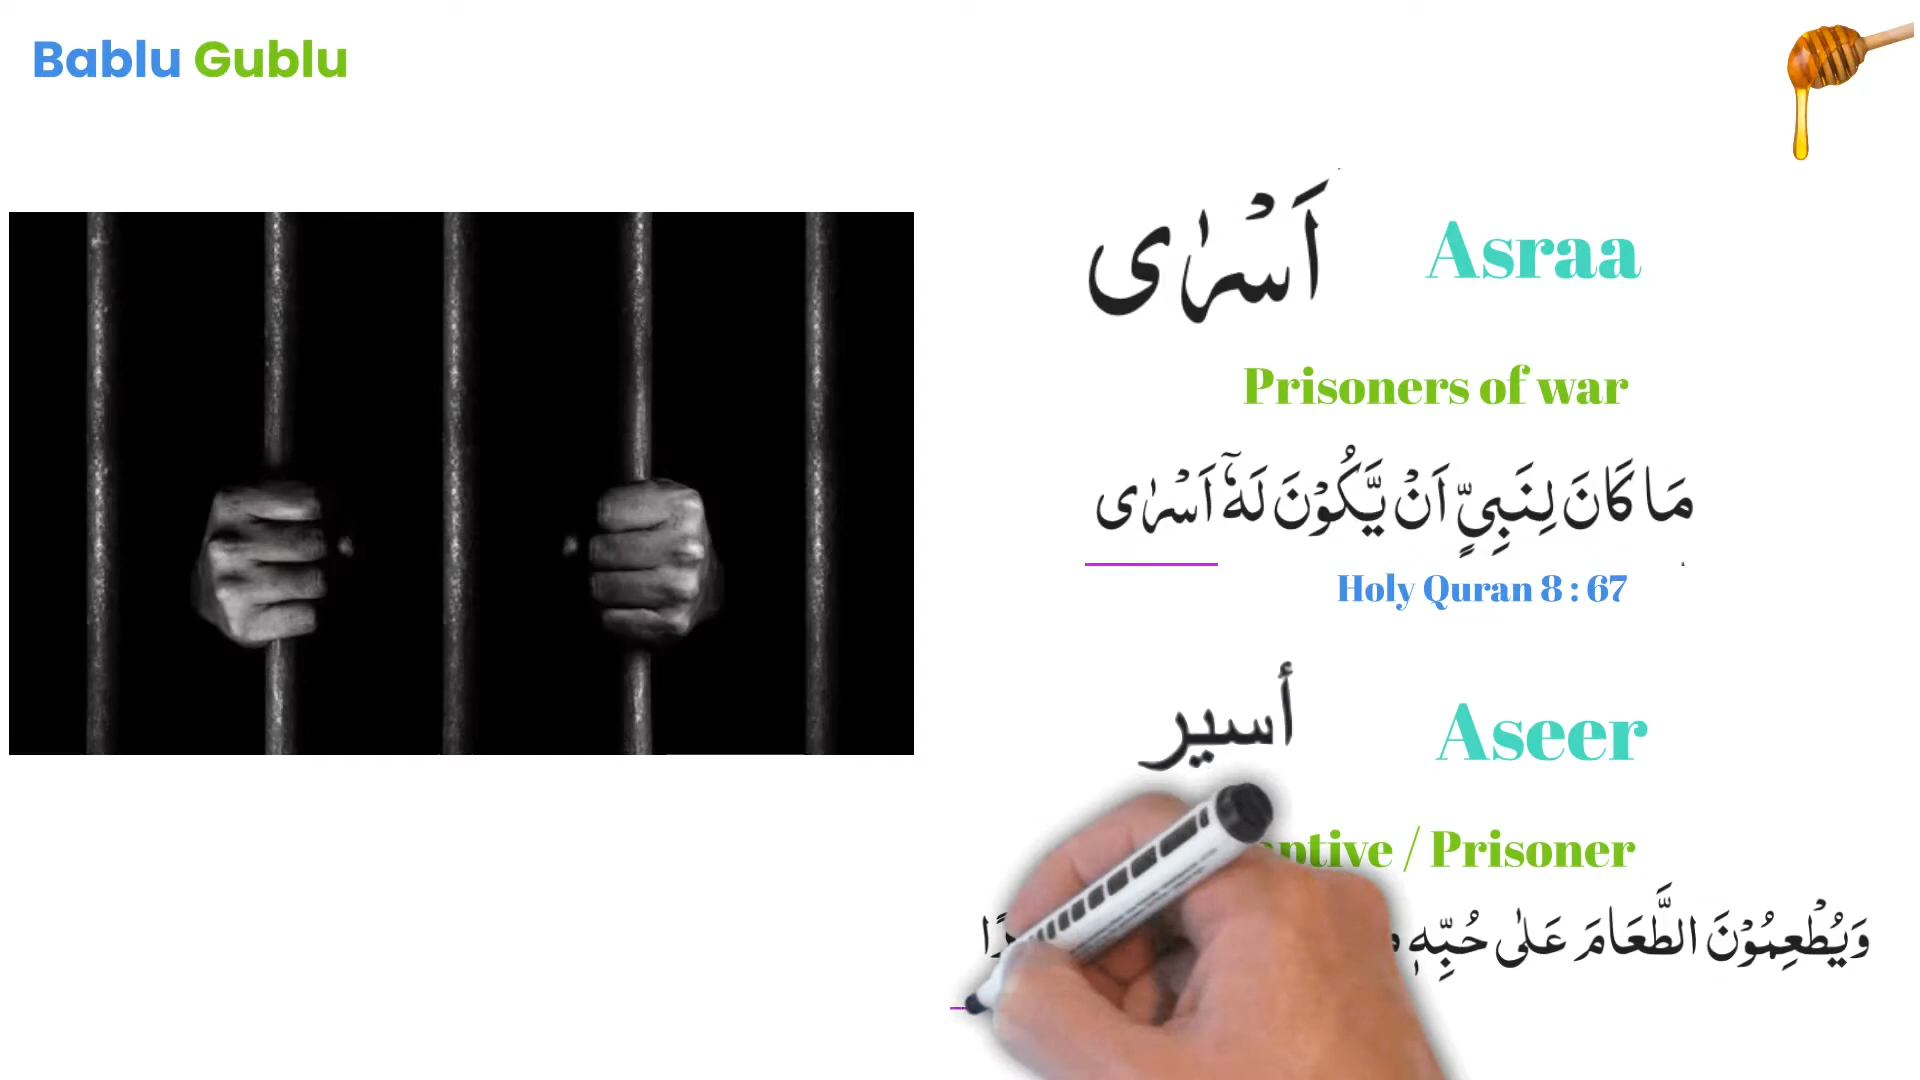 Bablu Gublu
اَسْرٰى
Asraa
Prisoners of war
مَا كَانَ لِنَبِىٍّ اَنْ يَّكُوْنَ لَهٗۤ اَسْرٰى
Holy Quran 8 : 67
أسير
Aseer
/ Prisoner
وَيُطْعِمُوْنَ الطَّعَامَ عَلٰى حُبِّهٖ